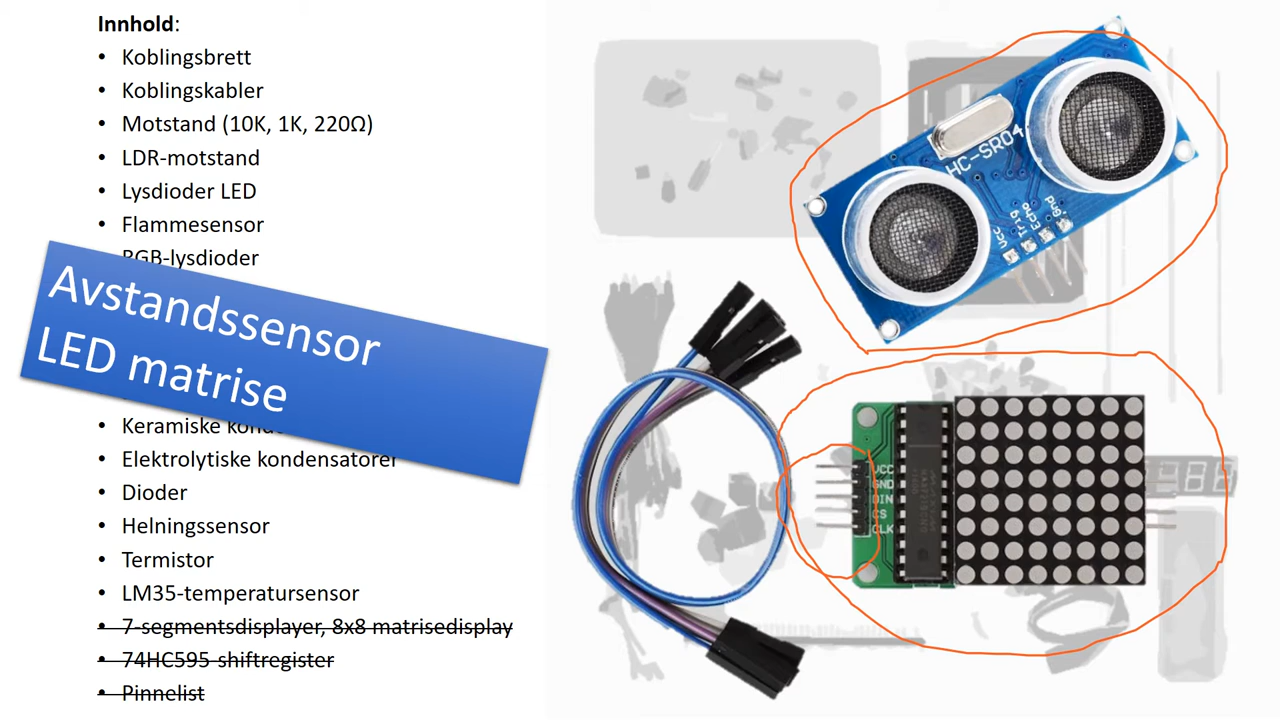 Innhold:
• Koblingsbrett
• Koblingskabler
• Motstand (10K, 1K, 220Ω)
• LDR-motstand
• Lysdioder LED
• Flammesensor
• RGB-lysdioder
Avstandssensor
LED matrise
• Keramiske
• Elektrolytiske kondensatorer
• Dioder
• Helningssensor
• Termistor
• LM35-temperatursensor
• 7-segmentsdisplayer, 8x8 matrisedisplay
• 74HC595-shiftregister
• Pinnelist
HC-SR04
Vcc
Trig
Echo
Gnd
VCC
GND
DIN
CS
CLK